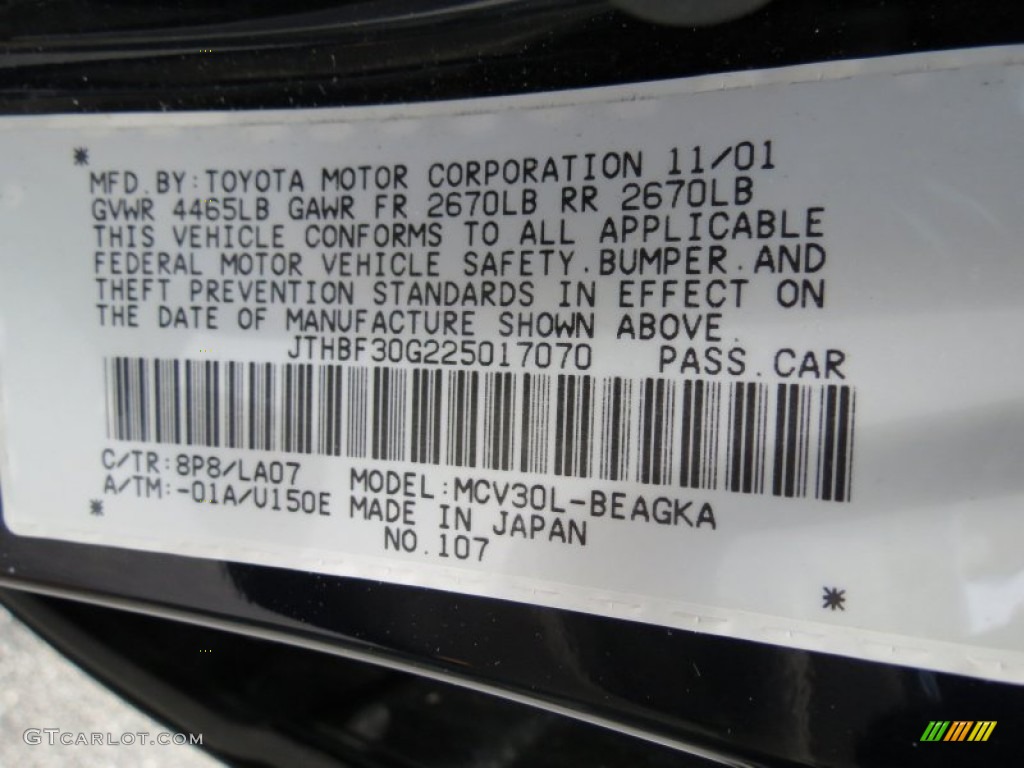 MFD.BY:TOYOTA MOTOR CORPORATION 11/01
GVWR 4465LB GAWR FR 2670LB RR 2670LB
THIS VEHICLE CONFORMS TO ALL APPLICABLE
FEDERAL MOTOR VEHICLE SAFETY.BUMPER.AND
THEFT PREVENTION STANDARDS IN EFFECT ON
THE DATE OF MANUFACTURE SHOWN ABOVE.
JTHBF30G225017070 PASS.CAR
C/TR:8P8/LA07 MODEL:MCV30L-BEAGKA
A/TM:-01A/U150E MADE IN JAPAN
NO.107
GTCARLOT.COM